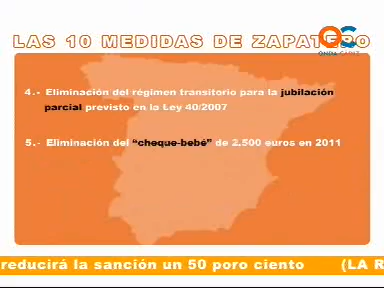 LAS 10 MEDIDAS DE ZAPATERO
ONDA CÁDIZ
4.- Eliminación del régimen transitorio para la jubilación
parcial previsto en la Ley 40/2007
5.- Eliminación del "cheque-bebé" de 2.500 euros en 2011
reducirá la sanción un 50 poro ciento (LA R